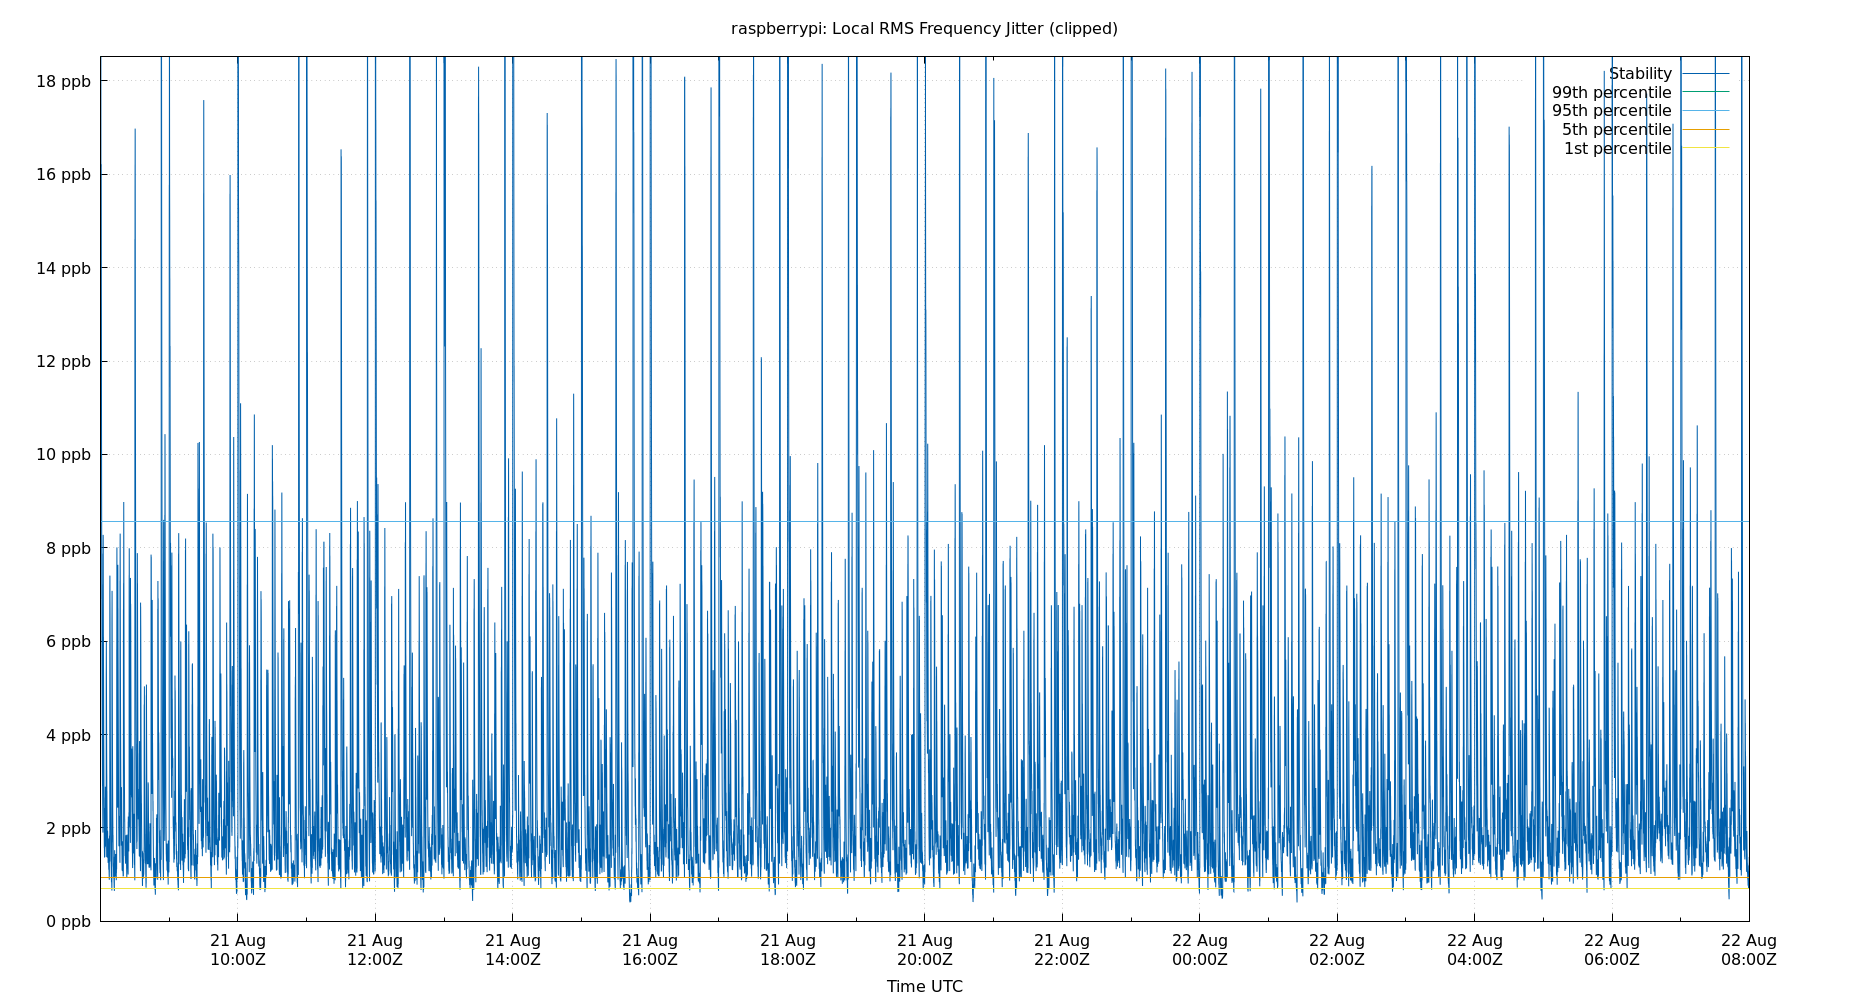 raspberrypi: Local RMS Frequency Jitter (clipped)
18 ppb
16 ppb
14 ppb
12 ppb
10 ppb
8 ppb
6 ppb
4 ppb
2 ppb
0 ppb
Stability
99th percentile
95th percentile
5th percentile
1st percentile
21 Aug 21 Aug 21 Aug 21 Aug 21 Aug 21 Aug 21 Aug 22 Aug 22 Aug 22 Aug 22 Aug 22 Aug
10:00Z 12:00Z 14:00Z 16:00Z 18:00Z 20:00Z 22:00Z 00:00Z 02:00Z 04:00Z 06:00Z 08:00Z
Time UTC